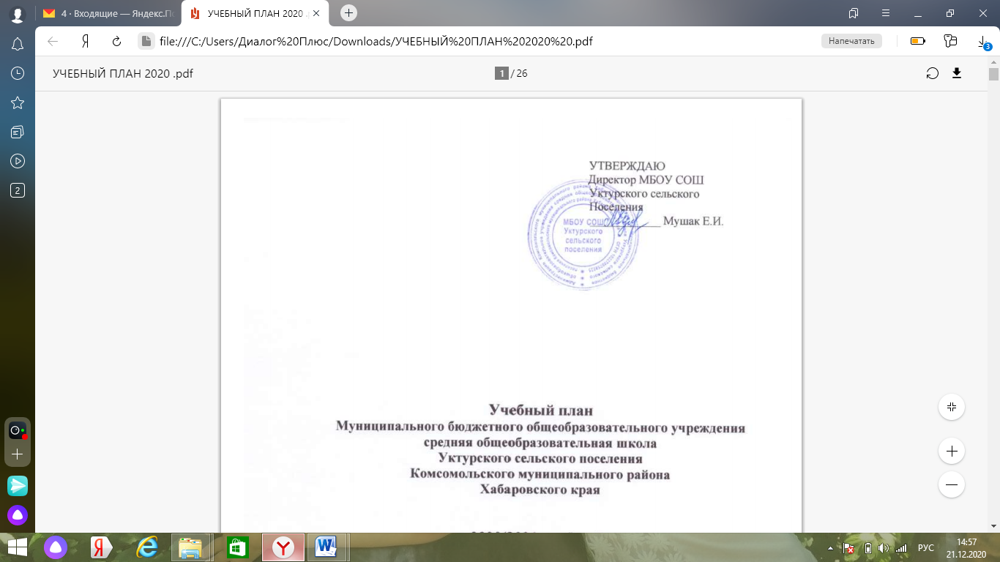 4 · Входящие — Яндекс.По
УЧЕБНЫЙ ПЛАН 2020 .p
file:///C:/Users/Диалог%20Плюс/Downloads/УЧЕБНЫЙ%20ПЛАН%202020%20.pdf
Напечатать
3
УЧЕБНЫЙ ПЛАН 2020 .pdf
1 / 26
2
УТВЕРЖДАЮ
Директор МБОУ СОШ
Уктурского сельского
Поселения
Мушак Е.И.
МБОУ СОШ
Уктурского
сельского
поселения
Учебный план
Муниципального бюджетного общеобразовательного учреждения
средняя общеобразовательная школа
Уктурского сельского поселения
Комсомольского муниципального района
Хабаровского края
РУС
14:57
21.12.2020